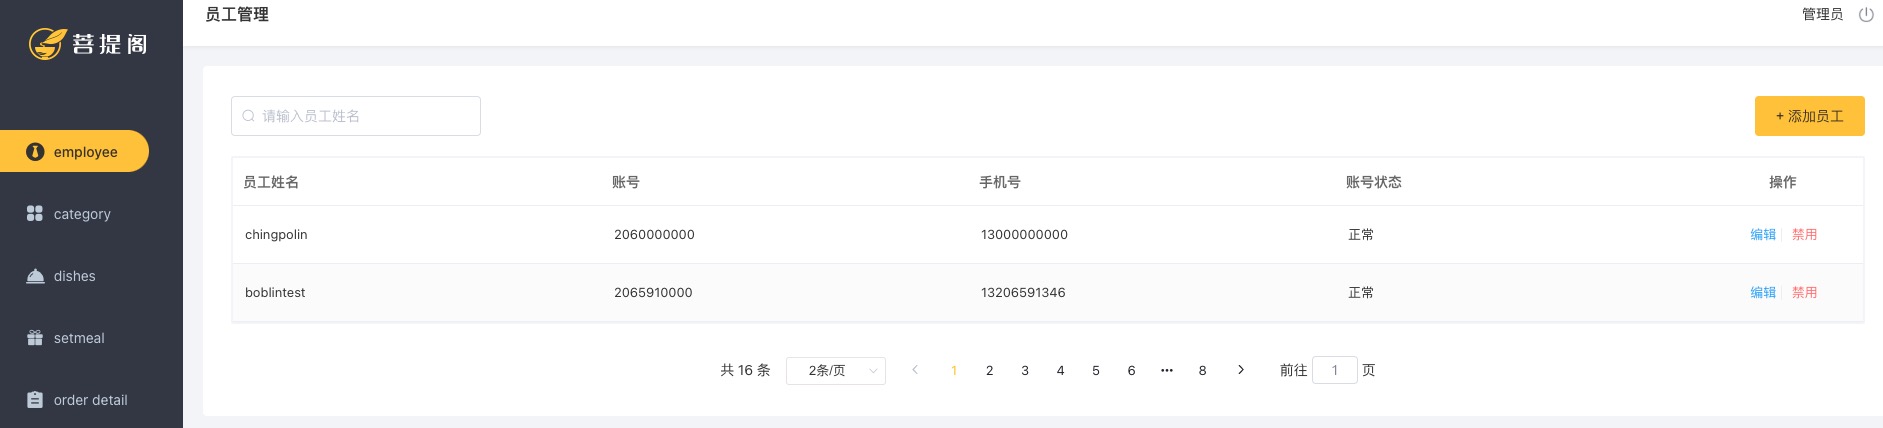 菩提阁
employee
category
dishes
setmeal
order detail
员工管理
管理员
请输入员工姓名
+ 添加员工
员工姓名 账号 手机号 账号状态 操作
chingpolin 2060000000 13000000000 正常 编辑 禁用
boblintest 2065910000 13206591346 正常 编辑 禁用
共 16 条 2条/页 1 2 3 4 5 6 ••• 8 前往 1 页